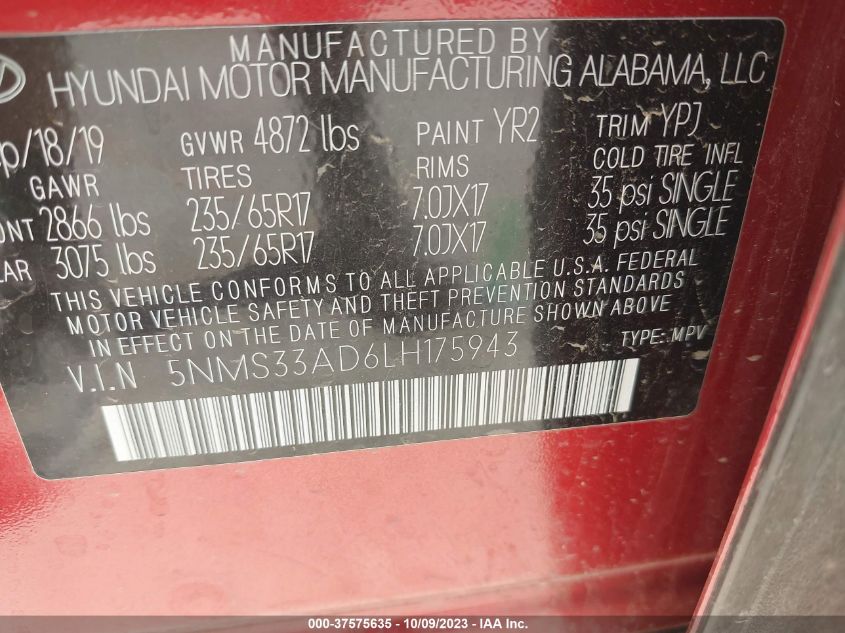 MANUFACTURED BY
HYUNDAI MOTOR MANUFACTURING ALABAMA, LLC
/18/19 GVWR 4872 lbs PAINT YR2 TRIM YPJ
GAWR TIRES RIMS COLD TIRE INFL
2866 lbs 235/65R17 7.0JX17 35 psi SINGLE
3075 lbs 235/65R17 7.0JX17 35 psi SINGLE
THIS VEHICLE CONFORMS TO ALL APPLICABLE U.S.A. FEDERAL
MOTOR VEHICLE SAFETY AND THEFT PREVENTION STANDARDS
IN EFFECT ON THE DATE OF MANUFACTURE SHOWN ABOVE
V.I.N 5NMS33AD6LH175943 TYPE: MPV
000-37575635 - 10/09/2023 - IAA Inc.